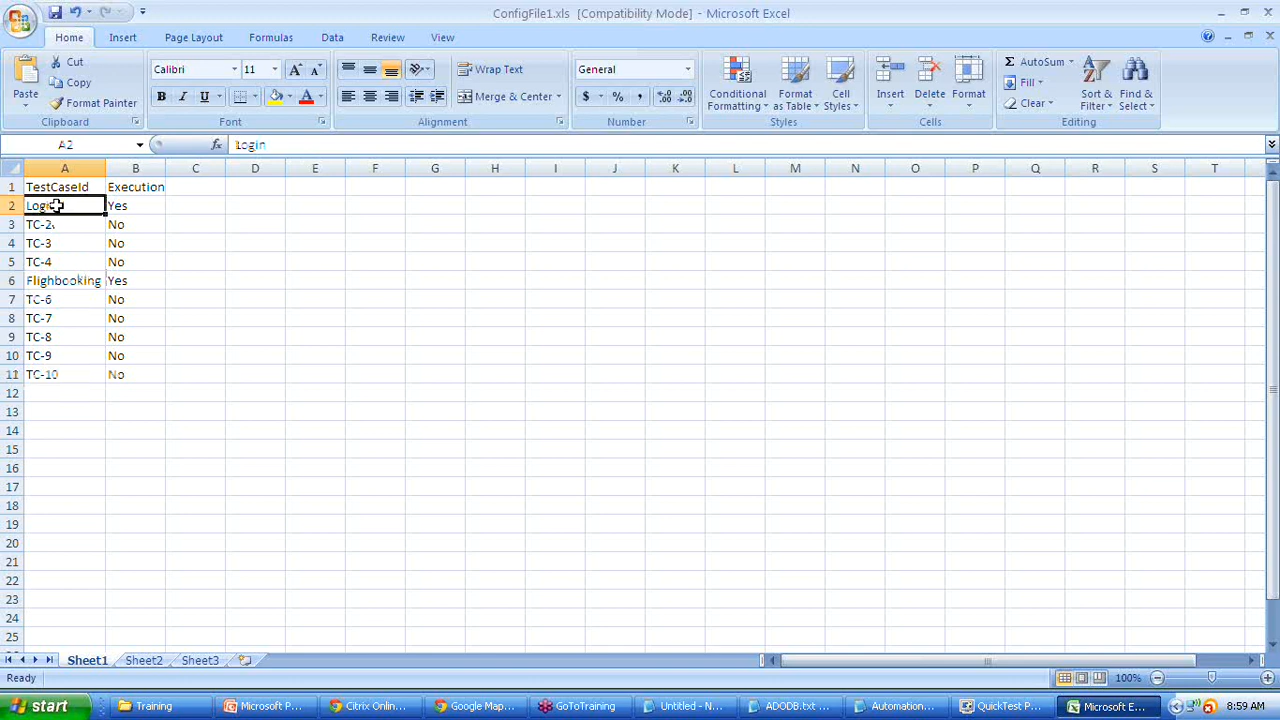 ConfigFile1.xls [Compatibility Mode] - Microsoft Excel
Home Insert Page Layout Formulas Data Review View
Paste Cut Copy Format Painter Clipboard
Calibri 11 B I U A A A Font
Wrap Text Merge & Center Alignment
General $ % , Number
Conditional Formatting Format as Table Cell Styles Styles
Insert Delete Format Cells
Σ AutoSum Fill Clear Sort & Filter Find & Select Editing
A2 fx Login
A B C D E F G H I J K L M N O P Q R S T
1 TestCaseId Execution
2 Login Yes
3 TC-2 No
4 TC-3 No
5 TC-4 No
6 Flighbooking Yes
7 TC-6 No
8 TC-7 No
9 TC-8 No
10 TC-9 No
11 TC-10 No
12
13
14
15
16
17
18
19
20
21
22
23
24
25
Sheet1 Sheet2 Sheet3
Ready 100%
start Training Microsoft P... Citrix Onlin... Google Map... GoToTraining Untitled - N... ADODB.txt ... Automation... QuickTest P... Microsoft E... 8:59 AM